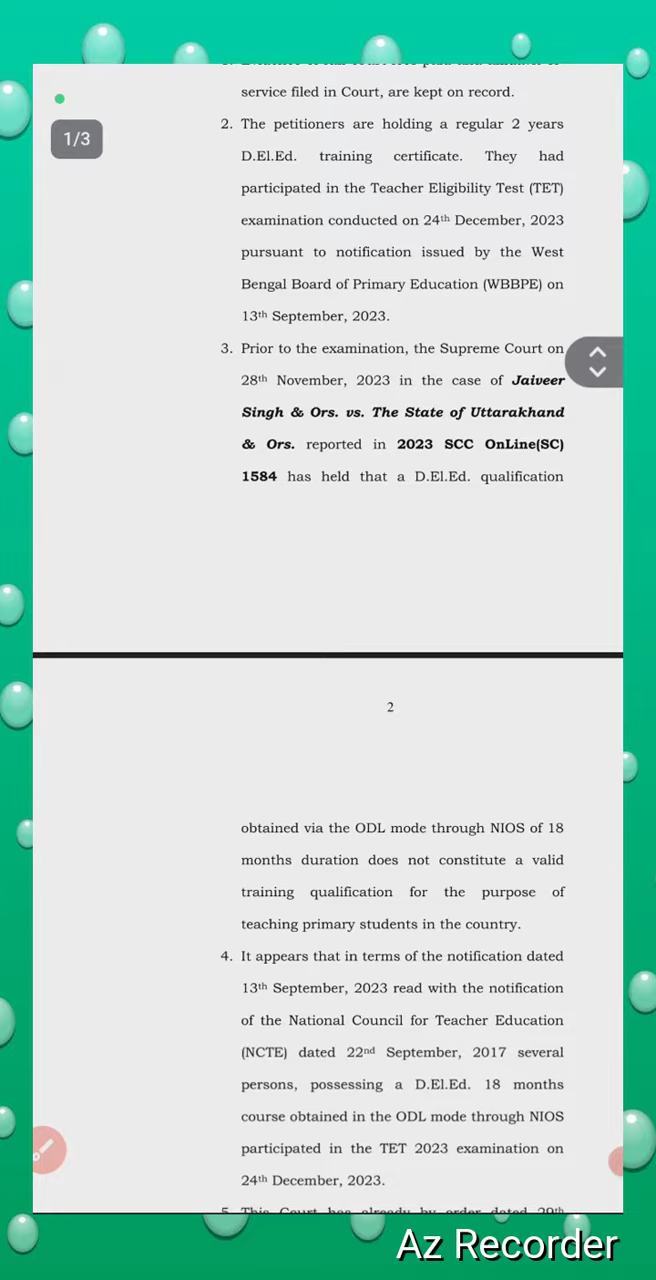 service filed in Court, are kept on record.
1/3
2. The petitioners are holding a regular 2 years
D.El.Ed. training certificate. They had
participated in the Teacher Eligibility Test (TET)
examination conducted on 24th December, 2023
pursuant to notification issued by the West
Bengal Board of Primary Education (WBBPE) on
13th September, 2023.
3. Prior to the examination, the Supreme Court on
28th November, 2023 in the case of Jaiveer
Singh & Ors. vs. The State of Uttarakhand
& Ors. reported in 2023 SCC OnLine(SC)
1584 has held that a D.El.Ed. qualification
2
obtained via the ODL mode through NIOS of 18
months duration does not constitute a valid
training qualification for the purpose of
teaching primary students in the country.
4. It appears that in terms of the notification dated
13th September, 2023 read with the notification
of the National Council for Teacher Education
(NCTE) dated 22nd September, 2017 several
persons, possessing a D.El.Ed. 18 months
course obtained in the ODL mode through NIOS
participated in the TET 2023 examination on
24th December, 2023.
5. This Court has already by order dated 29th
Az Recorder